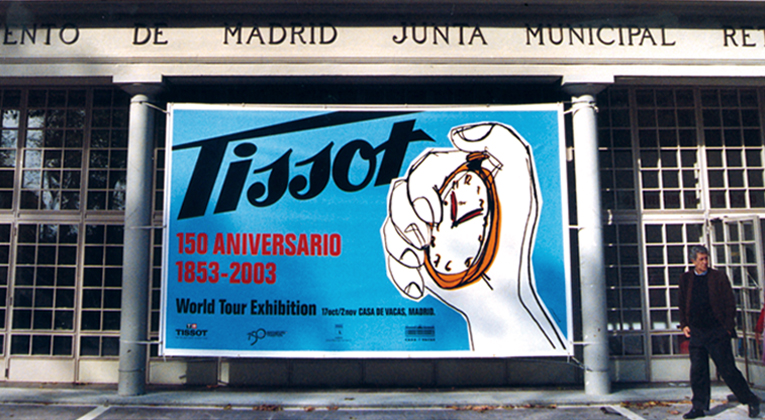 ENTO DE MADRID JUNTA MUNICIPAL RET
Tissot
150 ANIVERSARIO
1853-2003
World Tour Exhibition 17oct/2nov CASA DE VACAS, MADRID.
TISSOT 150